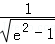 1
√(e² − 1)